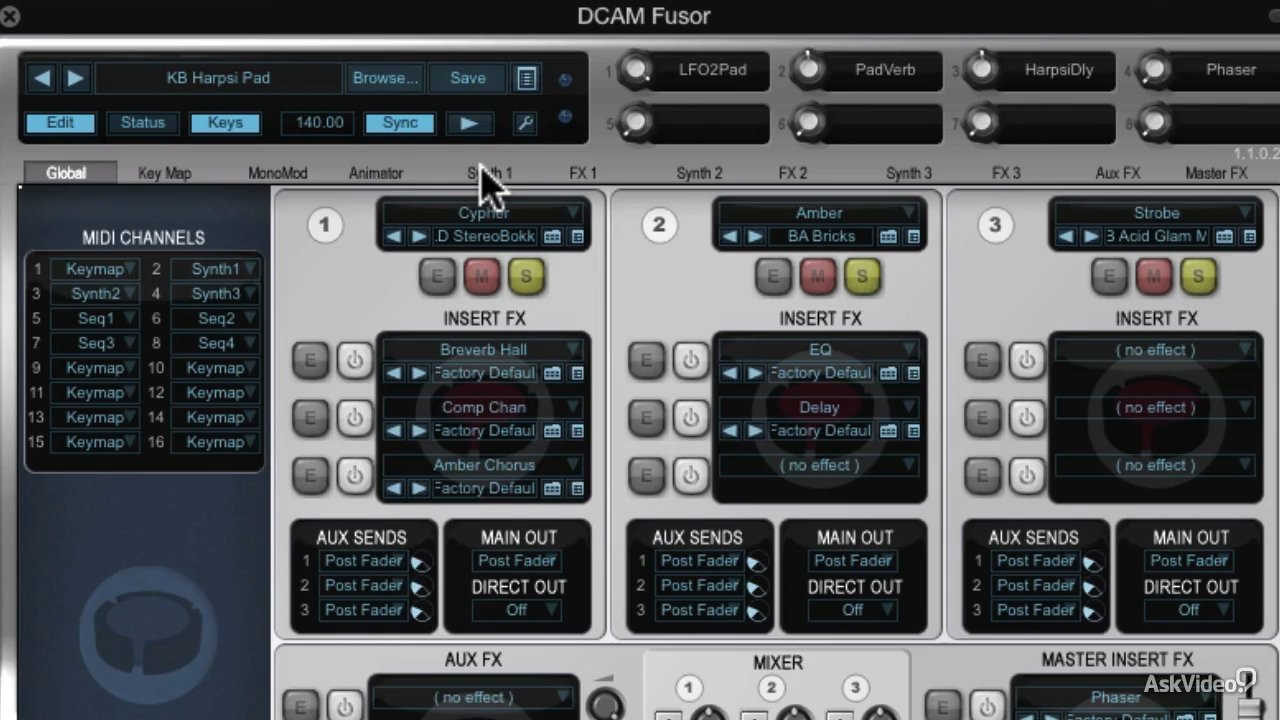 DCAM Fusor
KB Harpsi Pad Browse... Save
Edit Status Keys 140.00 Sync
1 LFO2Pad 2 PadVerb 3 HarpsiDly 4 Phaser
5 6 7 8
1.1.0.2
Global Key Map MonoMod Animator Synth 1 FX 1 Synth 2 FX 2 Synth 3 FX 3 Aux FX Master FX
MIDI CHANNELS
1 Keymap 2 Synth1
3 Synth2 4 Synth3
5 Seq1 6 Seq2
7 Seq3 8 Seq4
9 Keymap 10 Keymap
11 Keymap 12 Keymap
13 Keymap 14 Keymap
15 Keymap 16 Keymap
1 Cypher
.D StereoBokk
E M S
INSERT FX
E Breverb Hall
Factory Defaul
E Comp Chan
Factory Defaul
E Amber Chorus
Factory Defaul
AUX SENDS
1 Post Fader
2 Post Fader
3 Post Fader
MAIN OUT
Post Fader
DIRECT OUT
Off
2 Amber
BA Bricks
E M S
INSERT FX
E EQ
Factory Defaul
E Delay
Factory Defaul
E ( no effect )
AUX SENDS
1 Post Fader
2 Post Fader
3 Post Fader
MAIN OUT
Post Fader
DIRECT OUT
Off
3 Strobe
3 Acid Glam M
E M S
INSERT FX
E ( no effect )
E ( no effect )
E ( no effect )
AUX SENDS
1 Post Fader
2 Post Fader
3 Post Fader
MAIN OUT
Post Fader
DIRECT OUT
Off
AUX FX
E ( no effect )
MIXER
1 2 3
MASTER INSERT FX
E Phaser
Factory Defaul
AskVideo